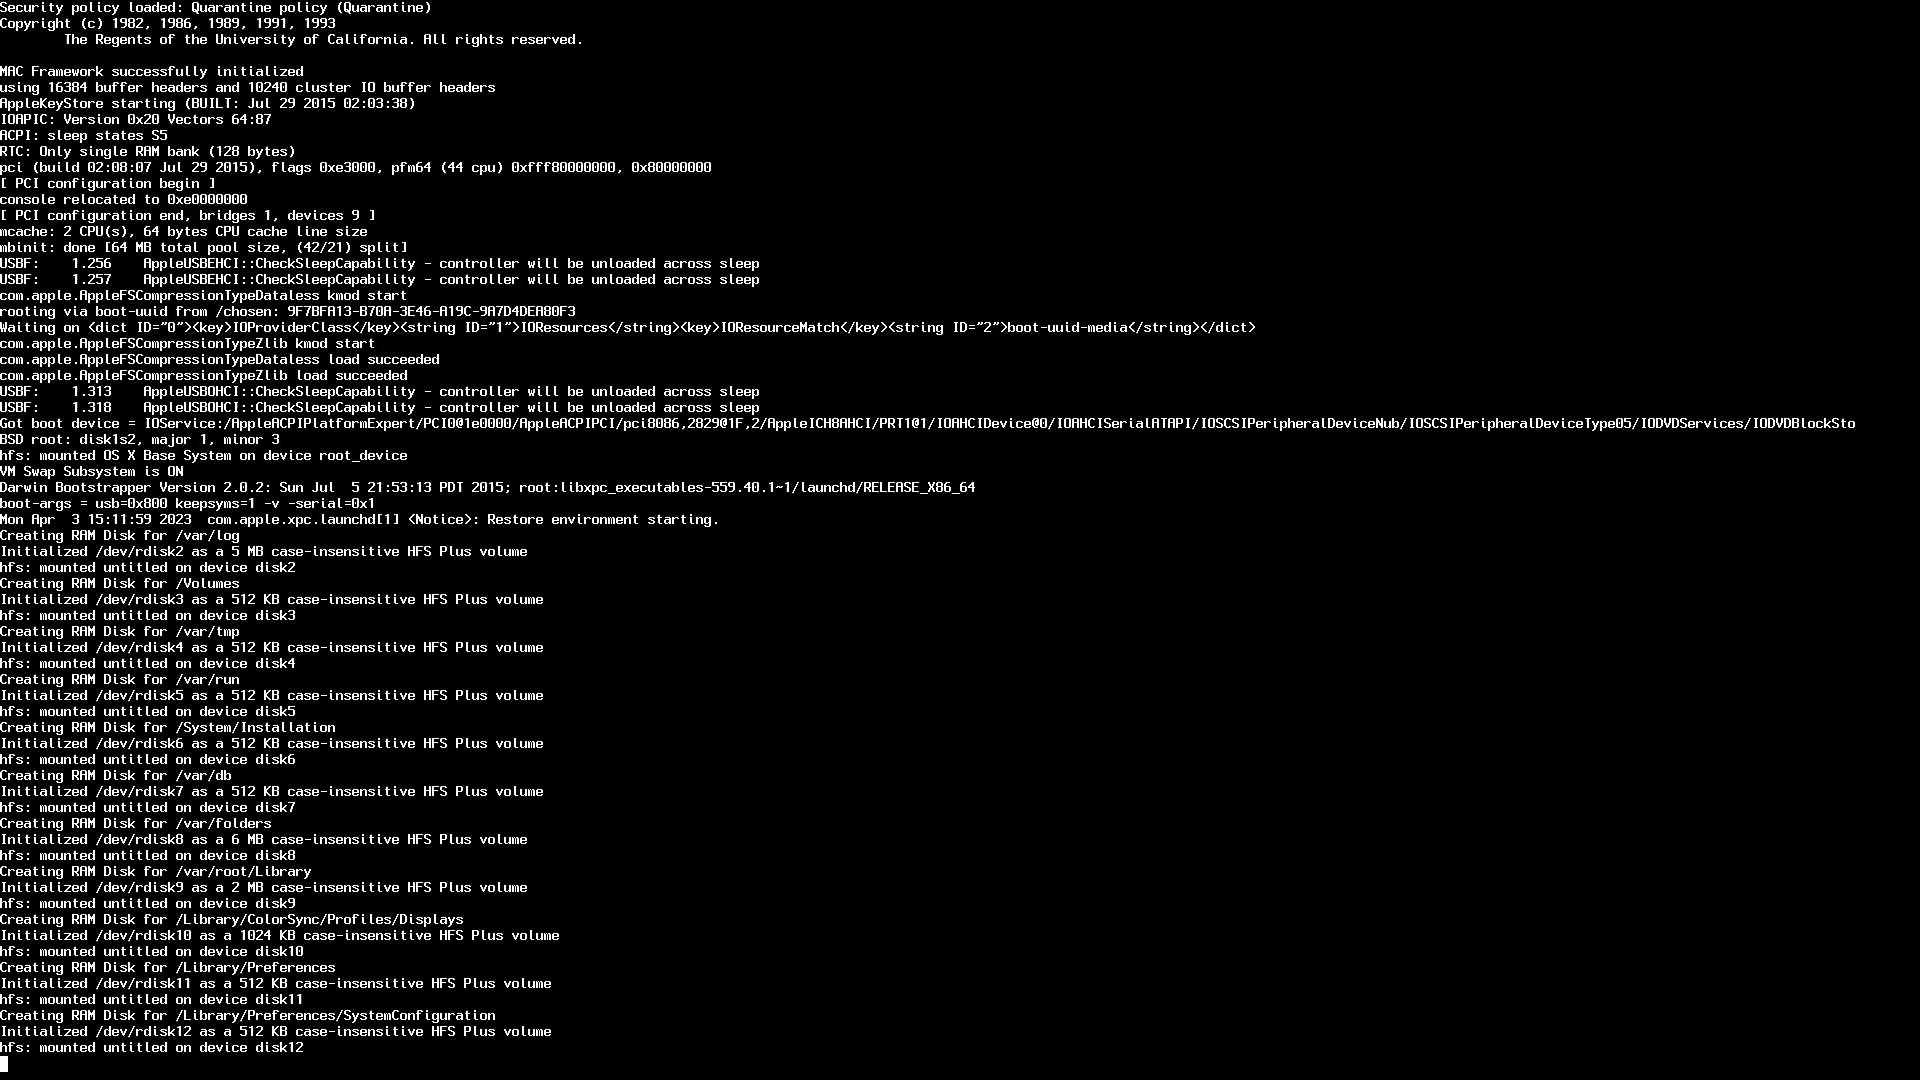 Security policy loaded: Quarantine policy (Quarantine)
Copyright (c) 1982, 1986, 1989, 1991, 1993
        The Regents of the University of California. All rights reserved.

MAC Framework successfully initialized
using 16384 buffer headers and 10240 cluster IO buffer headers
AppleKeyStore starting (BUILT: Jul 29 2015 02:03:38)
IOAPIC: Version 0x20 Vectors 64:87
ACPI: sleep states S5
RTC: Only single RAM bank (128 bytes)
pci (build 02:08:07 Jul 29 2015), flags 0xe3000, pfm64 (44 cpu) 0xfff80000000, 0x80000000
[ PCI configuration begin ]
console relocated to 0xe0000000
[ PCI configuration end, bridges 1, devices 9 ]
mcache: 2 CPU(s), 64 bytes CPU cache line size
mbinit: done [64 MB total pool size, (42/21) split]
USBF:    1.256    AppleUSBEHCI::CheckSleepCapability - controller will be unloaded across sleep
USBF:    1.257    AppleUSBEHCI::CheckSleepCapability - controller will be unloaded across sleep
com.apple.AppleFSCompressionTypeDataless kmod start
rooting via boot-uuid from /chosen: 9F7BFA13-B70A-3E46-A19C-9A7D4DEA80F3
Waiting on <dict ID="0"><key>IOProviderClass</key><string ID="1">IOResources</string><key>IOResourceMatch</key><string ID="2">boot-uuid-media</string></dict>
com.apple.AppleFSCompressionTypeZlib kmod start
com.apple.AppleFSCompressionTypeDataless load succeeded
com.apple.AppleFSCompressionTypeZlib load succeeded
USBF:    1.313    AppleUSBOHCI::CheckSleepCapability - controller will be unloaded across sleep
USBF:    1.318    AppleUSBOHCI::CheckSleepCapability - controller will be unloaded across sleep
Got boot device = IOService:/AppleACPIPlatformExpert/PCI0@1e0000/AppleACPIPCI/pci8086,2829@1F,2/AppleICH8AHCI/PRT1@1/IOAHCIDevice@0/IOAHCISerialATAPI/IOSCSIPeripheralDeviceNub/IOSCSIPeripheralDeviceType05/IODVDServices/IODVDBlockSto
BSD root: disk1s2, major 1, minor 3
hfs: mounted OS X Base System on device root_device
VM Swap Subsystem is ON
Darwin Bootstrapper Version 2.0.2: Sun Jul  5 21:53:13 PDT 2015; root:libxpc_executables-559.40.1~1/launchd/RELEASE_X86_64
boot-args = usb=0x800 keepsyms=1 -v -serial=0x1
Mon Apr  3 15:11:59 2023  com.apple.xpc.launchd[1] <Notice>: Restore environment starting.
Creating RAM Disk for /var/log
Initialized /dev/rdisk2 as a 5 MB case-insensitive HFS Plus volume
hfs: mounted untitled on device disk2
Creating RAM Disk for /Volumes
Initialized /dev/rdisk3 as a 512 KB case-insensitive HFS Plus volume
hfs: mounted untitled on device disk3
Creating RAM Disk for /var/tmp
Initialized /dev/rdisk4 as a 512 KB case-insensitive HFS Plus volume
hfs: mounted untitled on device disk4
Creating RAM Disk for /var/run
Initialized /dev/rdisk5 as a 512 KB case-insensitive HFS Plus volume
hfs: mounted untitled on device disk5
Creating RAM Disk for /System/Installation
Initialized /dev/rdisk6 as a 512 KB case-insensitive HFS Plus volume
hfs: mounted untitled on device disk6
Creating RAM Disk for /var/db
Initialized /dev/rdisk7 as a 512 KB case-insensitive HFS Plus volume
hfs: mounted untitled on device disk7
Creating RAM Disk for /var/folders
Initialized /dev/rdisk8 as a 6 MB case-insensitive HFS Plus volume
hfs: mounted untitled on device disk8
Creating RAM Disk for /var/root/Library
Initialized /dev/rdisk9 as a 2 MB case-insensitive HFS Plus volume
hfs: mounted untitled on device disk9
Creating RAM Disk for /Library/ColorSync/Profiles/Displays
Initialized /dev/rdisk10 as a 1024 KB case-insensitive HFS Plus volume
hfs: mounted untitled on device disk10
Creating RAM Disk for /Library/Preferences
Initialized /dev/rdisk11 as a 512 KB case-insensitive HFS Plus volume
hfs: mounted untitled on device disk11
Creating RAM Disk for /Library/Preferences/SystemConfiguration
Initialized /dev/rdisk12 as a 512 KB case-insensitive HFS Plus volume
hfs: mounted untitled on device disk12